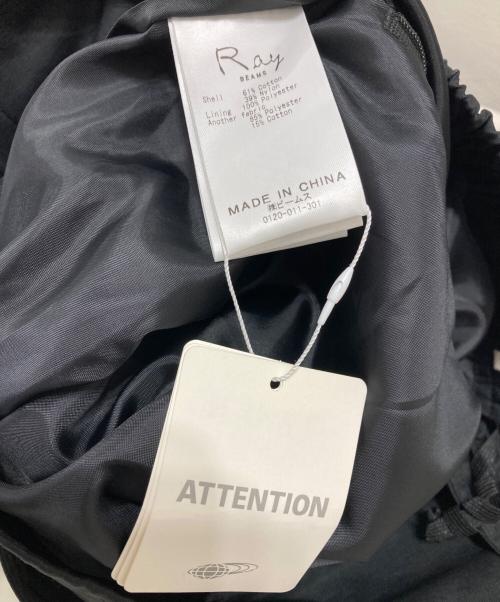 Ray
BEAMS
Shell 61% Cotton
39% Nylon
Lining 100% Polyester
Another fabric
85% Polyester
15% Cotton
MADE IN CHINA
㈱ビームス
0120-011-301
ATTENTION